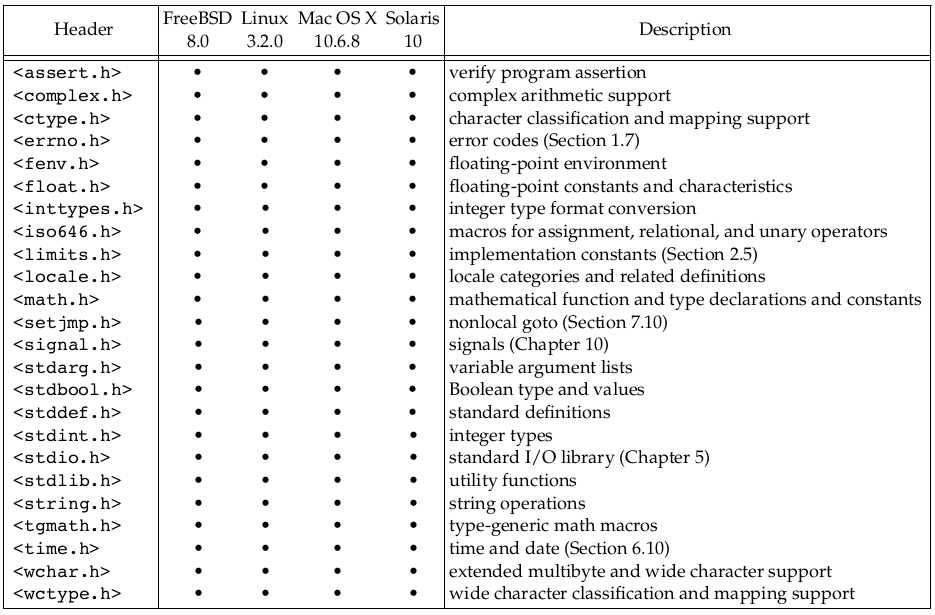 Header FreeBSD Linux Mac OS X Solaris Description
8.0 3.2.0 10.6.8 10
<assert.h> • • • • verify program assertion
<complex.h> • • • • complex arithmetic support
<ctype.h> • • • • character classification and mapping support
<errno.h> • • • • error codes (Section 1.7)
<fenv.h> • • • • floating-point environment
<float.h> • • • • floating-point constants and characteristics
<inttypes.h> • • • • integer type format conversion
<iso646.h> • • • • macros for assignment, relational, and unary operators
<limits.h> • • • • implementation constants (Section 2.5)
<locale.h> • • • • locale categories and related definitions
<math.h> • • • • mathematical function and type declarations and constants
<setjmp.h> • • • • nonlocal goto (Section 7.10)
<signal.h> • • • • signals (Chapter 10)
<stdarg.h> • • • • variable argument lists
<stdbool.h> • • • • Boolean type and values
<stddef.h> • • • • standard definitions
<stdint.h> • • • • integer types
<stdio.h> • • • • standard I/O library (Chapter 5)
<stdlib.h> • • • • utility functions
<string.h> • • • • string operations
<tgmath.h> • • • • type-generic math macros
<time.h> • • • • time and date (Section 6.10)
<wchar.h> • • • • extended multibyte and wide character support
<wctype.h> • • • • wide character classification and mapping support